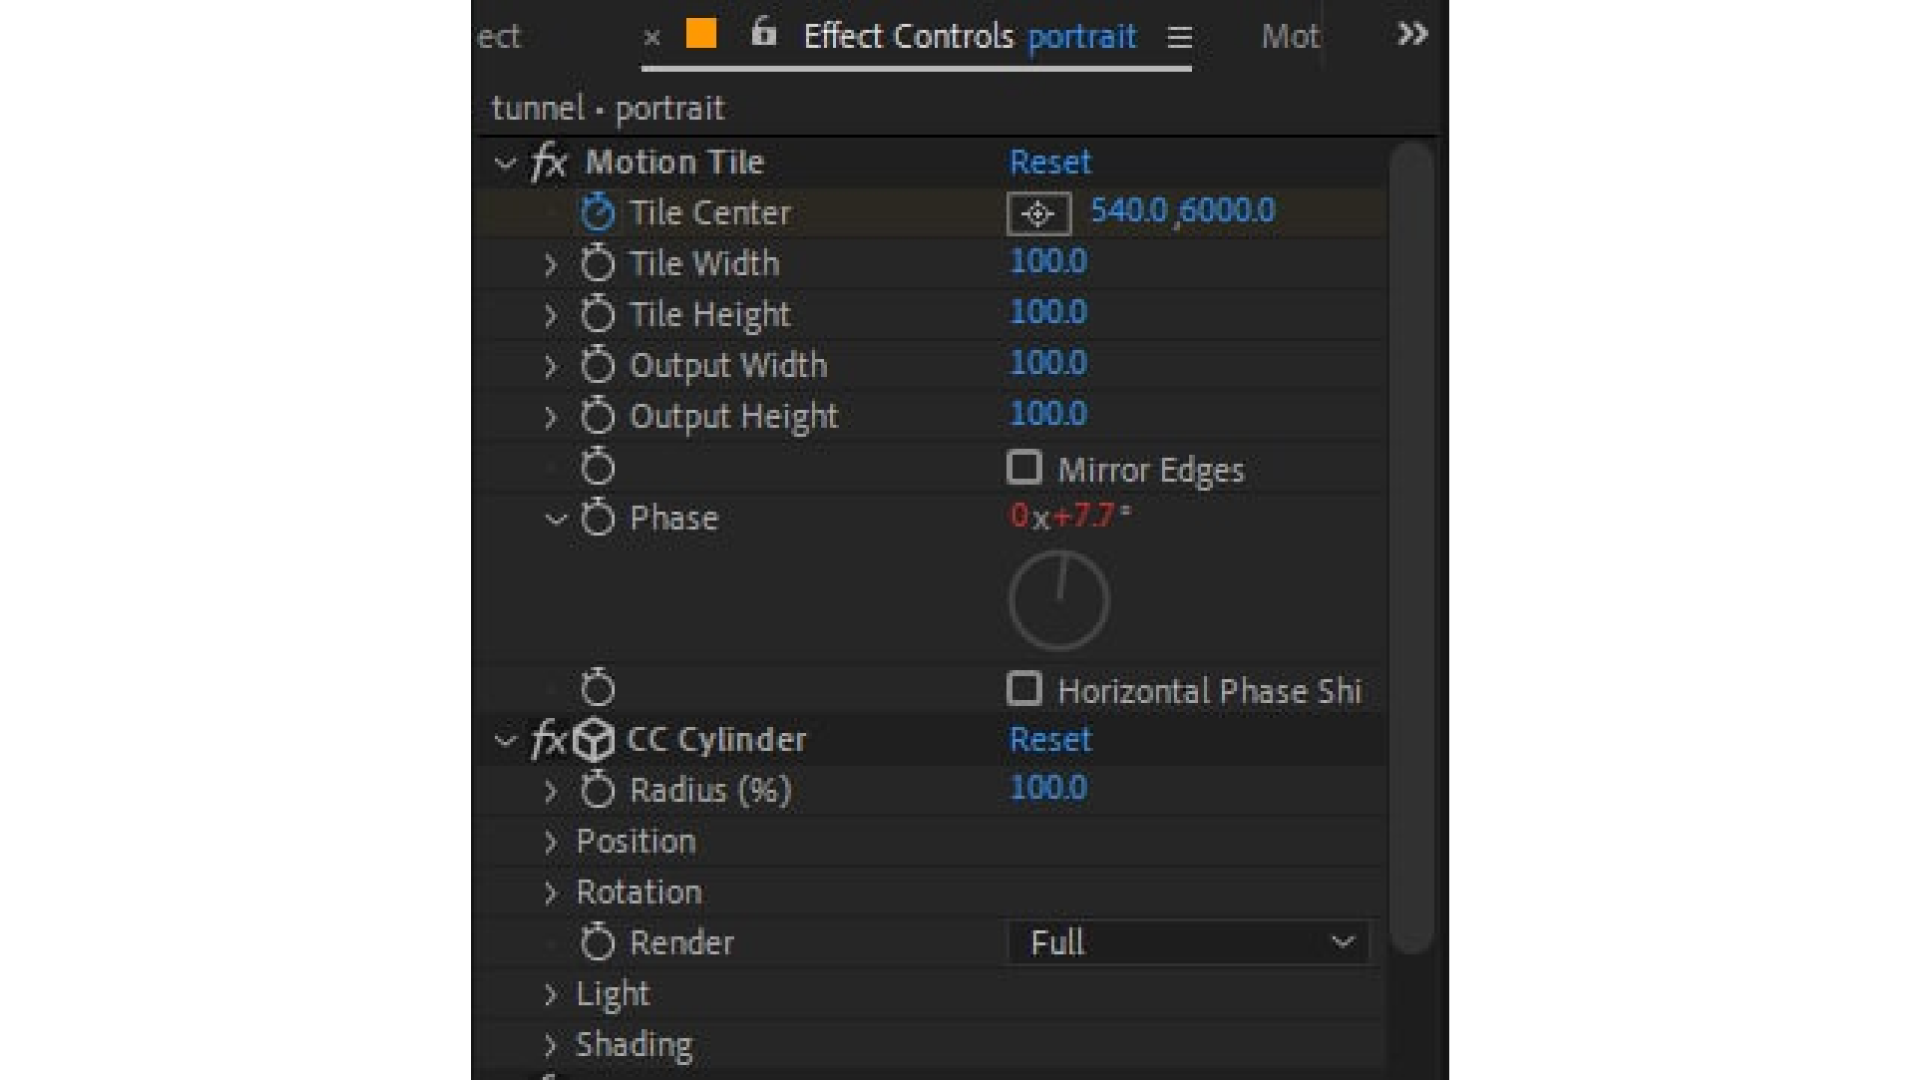 ect × Effect Controls portrait ≡ Mot »
tunnel • portrait
fx Motion Tile Reset
Tile Center 540.0 ,6000.0
Tile Width 100.0
Tile Height 100.0
Output Width 100.0
Output Height 100.0
Mirror Edges
Phase 0x+7.7°
Horizontal Phase Shi
fx CC Cylinder Reset
Radius (%) 100.0
Position
Rotation
Render Full
Light
Shading